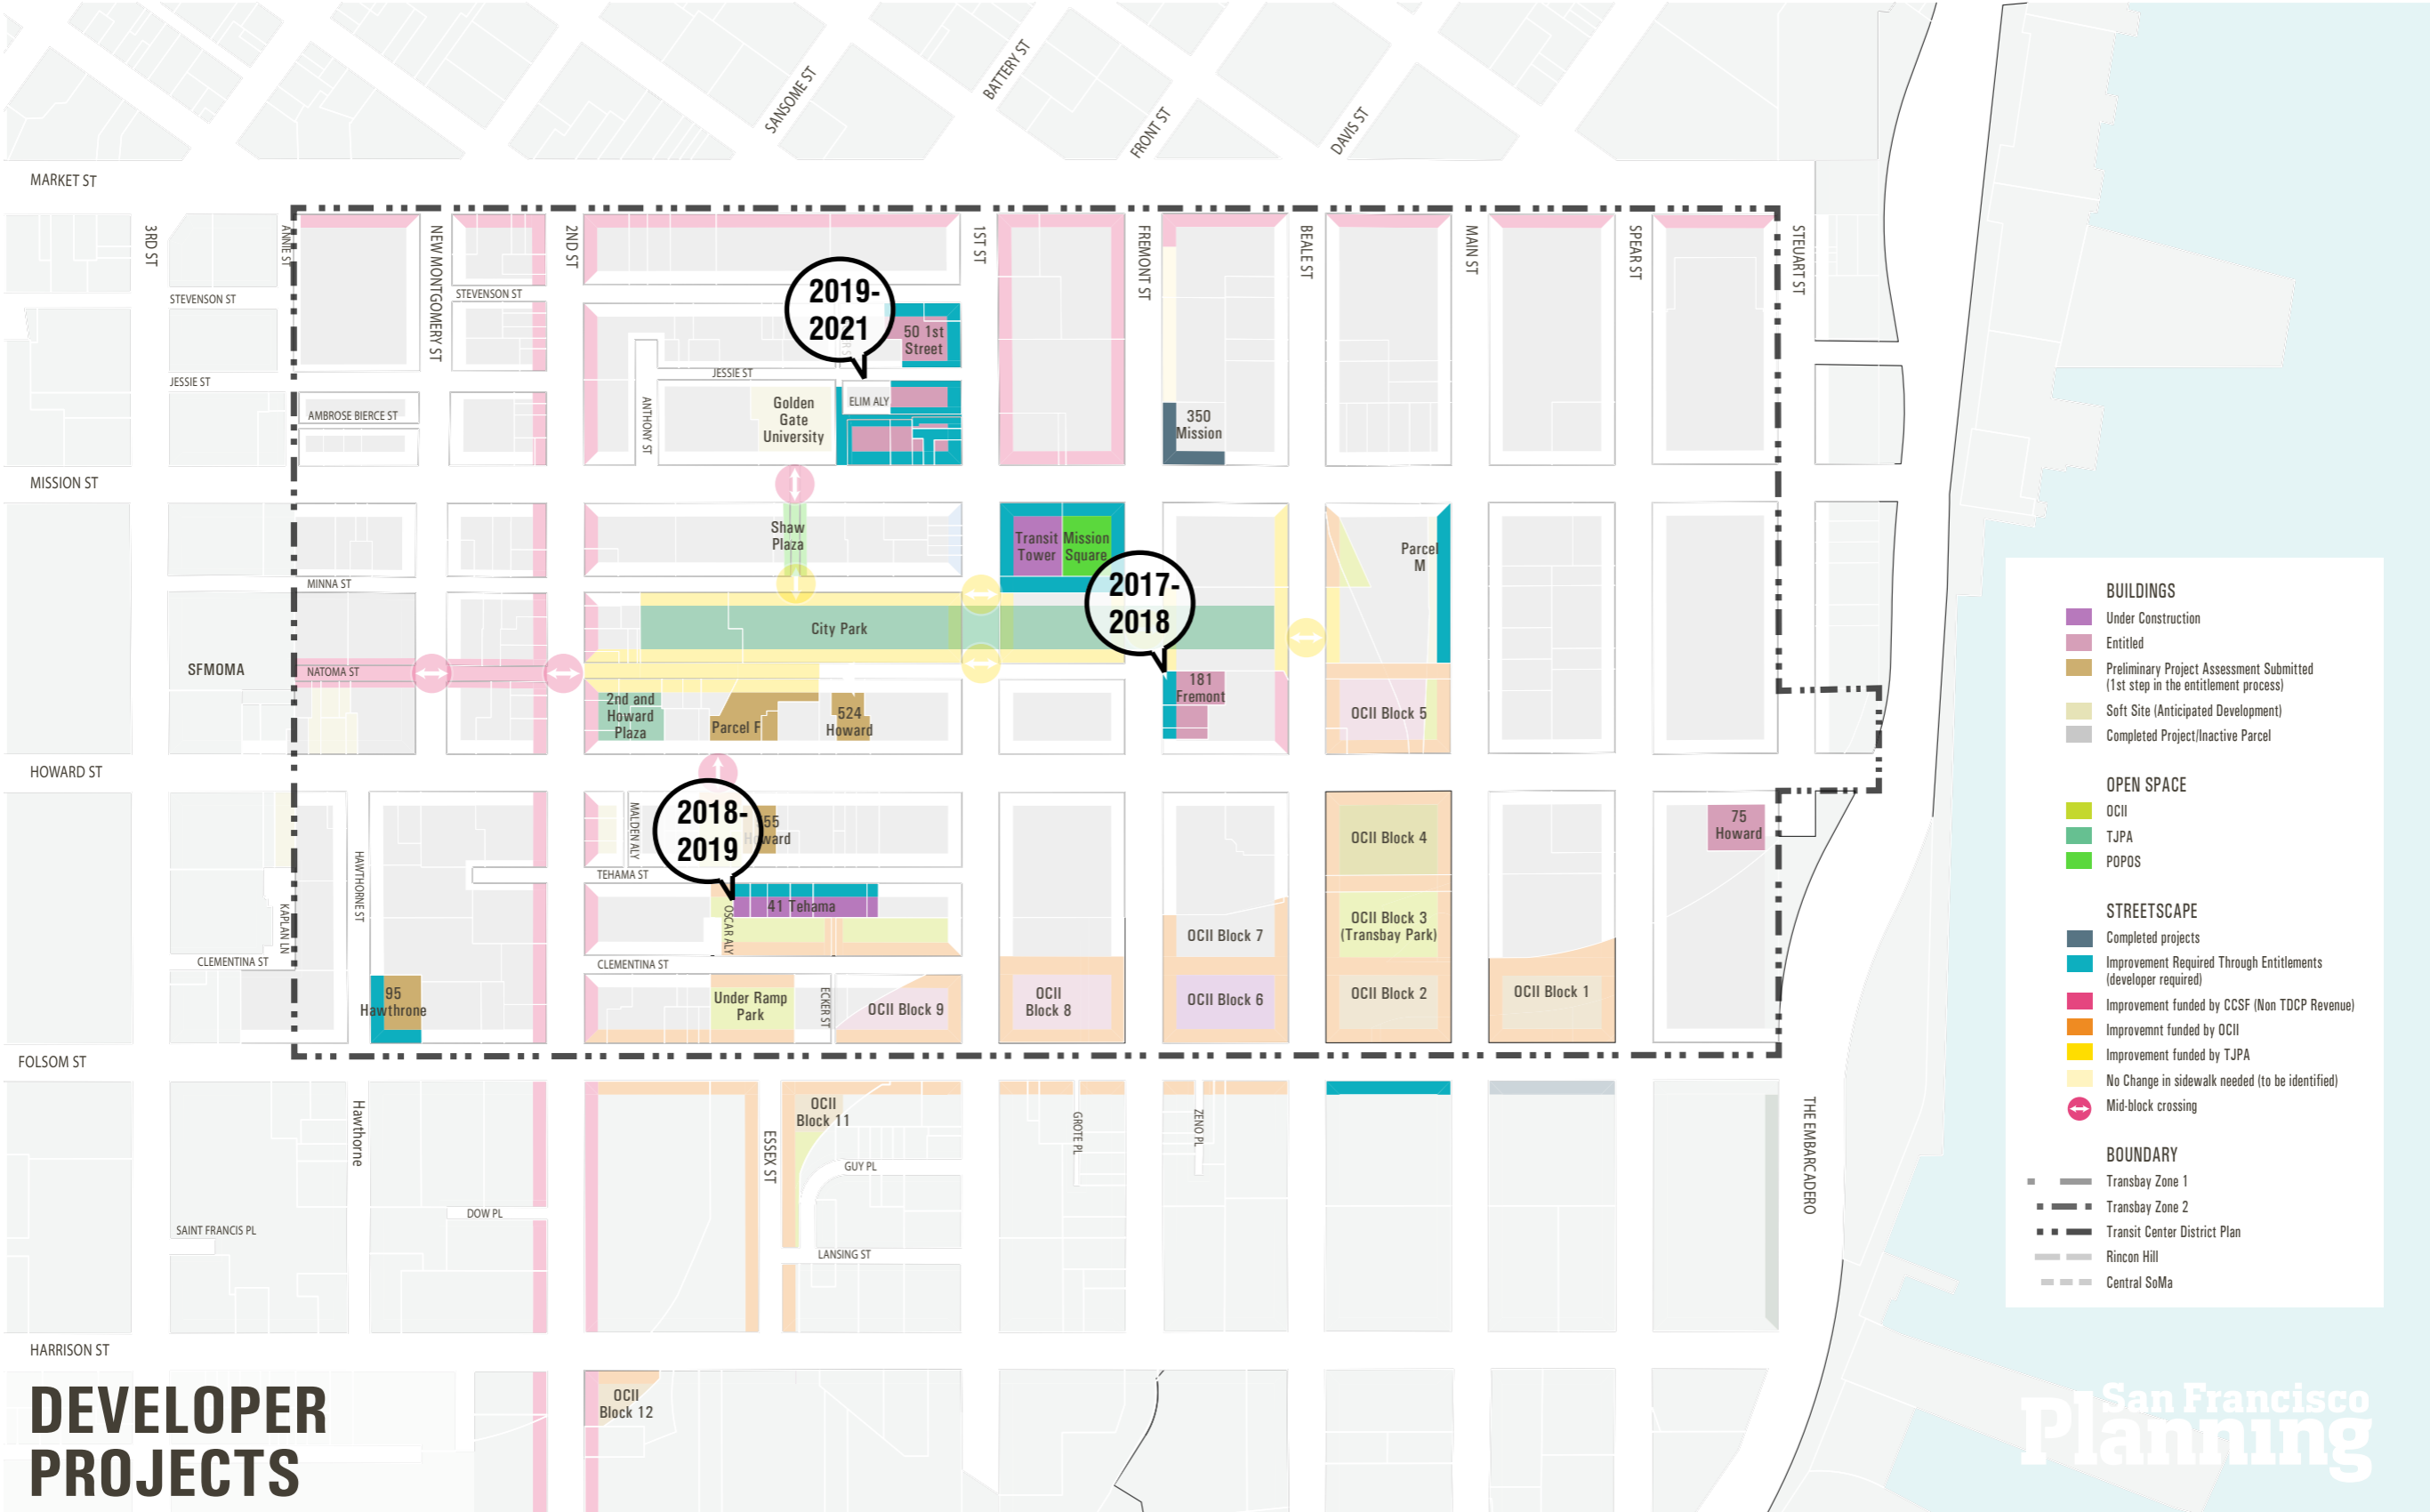 SANSOME ST
BATTERY ST
FRONT ST
DAVIS ST
MARKET ST
3RD ST
ANNIE ST
NEW MONTGOMERY ST
2ND ST
1ST ST
FREMONT ST
BEALE ST
MAIN ST
SPEAR ST
STEUART ST
STEVENSON ST
STEVENSON ST
2019-
2021
50 1st
Street
JESSIE ST
JESSIE ST
AMBROSE BIERCE ST
ANTHONY ST
Golden
Gate
University
ELIM ALY
350
Mission
MISSION ST
Shaw
Plaza
Transit
Tower
Mission
Square
Parcel
M
MINNA ST
2017-
2018
City Park
SFMOMA
NATOMA ST
181
Fremont
2nd and
Howard
Plaza
Parcel F
524
Howard
OCII Block 5
HOWARD ST
2018-
2019
MALDEN ALY
55
Howard
OCII Block 4
75
Howard
HAWTHORNE ST
TEHAMA ST
41 Tehama
OSCAR ALY
KAPLAN LN
OCII Block 7
OCII Block 3
(Transbay Park)
CLEMENTINA ST
CLEMENTINA ST
95
Hawthrone
Under Ramp
Park
ECKER ST
OCII Block 9
OCII
Block 8
OCII Block 6
OCII Block 2
OCII Block 1
FOLSOM ST
Hawthorne
ESSEX ST
OCII
Block 11
GROTE PL
ZENO PL
THE EMBARCADERO
GUY PL
DOW PL
SAINT FRANCIS PL
LANSING ST
HARRISON ST
OCII
Block 12
DEVELOPER
PROJECTS
BUILDINGS
Under Construction
Entitled
Preliminary Project Assessment Submitted
(1st step in the entitlement process)
Soft Site (Anticipated Development)
Completed Project/Inactive Parcel
OPEN SPACE
OCII
TJPA
POPOS
STREETSCAPE
Completed projects
Improvement Required Through Entitlements
(developer required)
Improvement funded by CCSF (Non TDCP Revenue)
Improvemnt funded by OCII
Improvement funded by TJPA
No Change in sidewalk needed (to be identified)
Mid-block crossing
BOUNDARY
Transbay Zone 1
Transbay Zone 2
Transit Center District Plan
Rincon Hill
Central SoMa
San Francisco
Planning